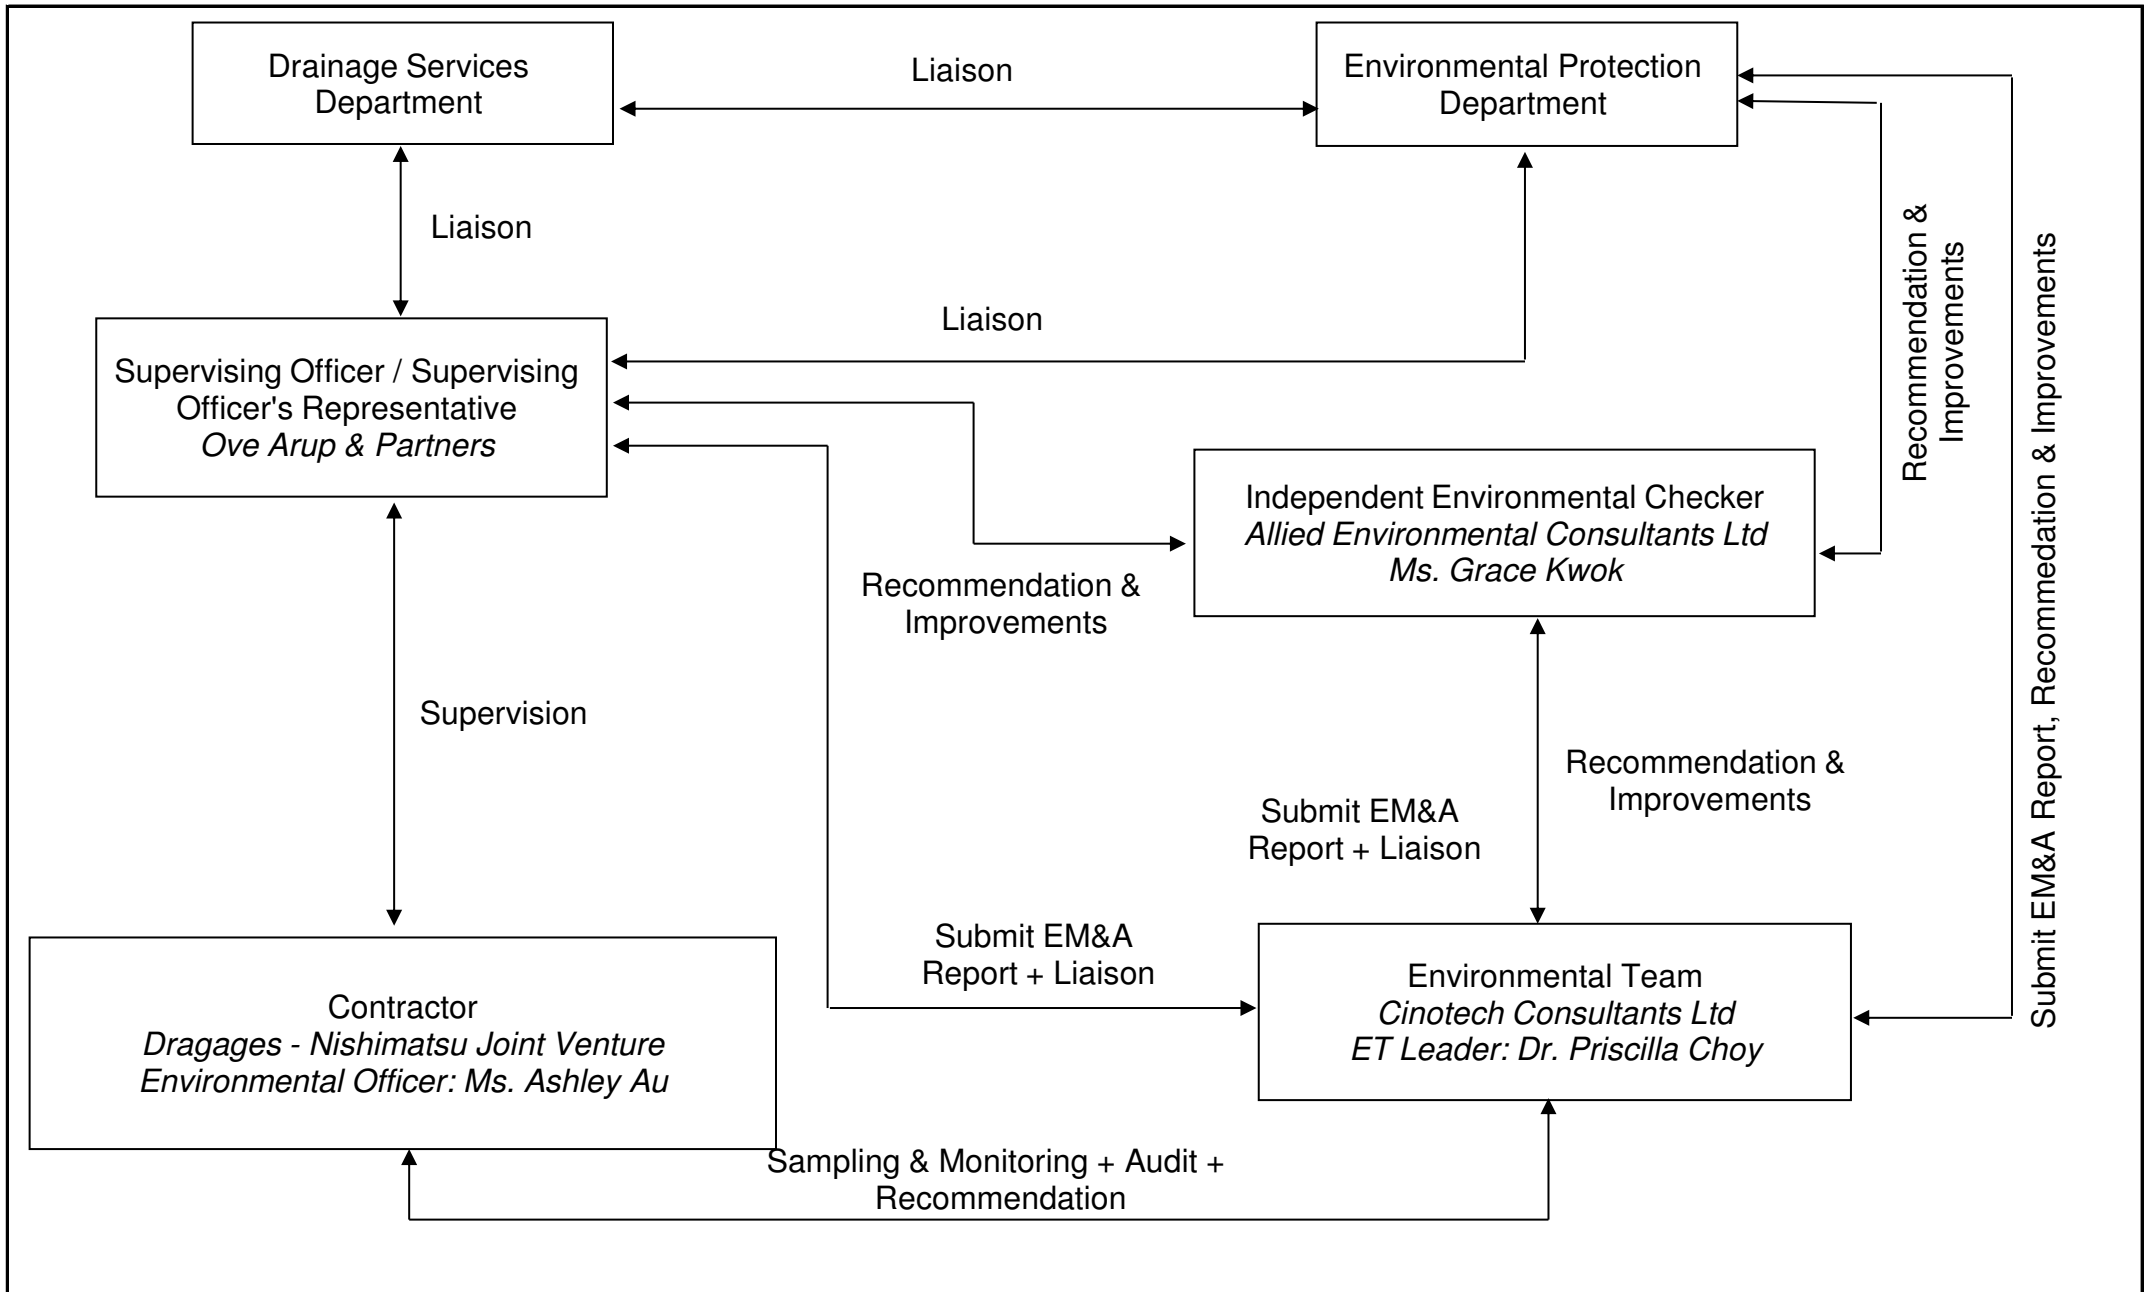 Drainage Services
Department
Liaison
Environmental Protection
Department
Liaison
Recommendation &
Improvements
Submit EM&A Report, Recommedation & Improvements
Liaison
Supervising Officer / Supervising
Officer's Representative
Ove Arup & Partners
Independent Environmental Checker
Allied Environmental Consultants Ltd
Ms. Grace Kwok
Recommendation &
Improvements
Supervision
Recommendation &
Improvements
Submit EM&A
Report + Liaison
Submit EM&A
Report + Liaison
Contractor
Dragages - Nishimatsu Joint Venture
Environmental Officer: Ms. Ashley Au
Environmental Team
Cinotech Consultants Ltd
ET Leader: Dr. Priscilla Choy
Sampling & Monitoring + Audit +
Recommendation